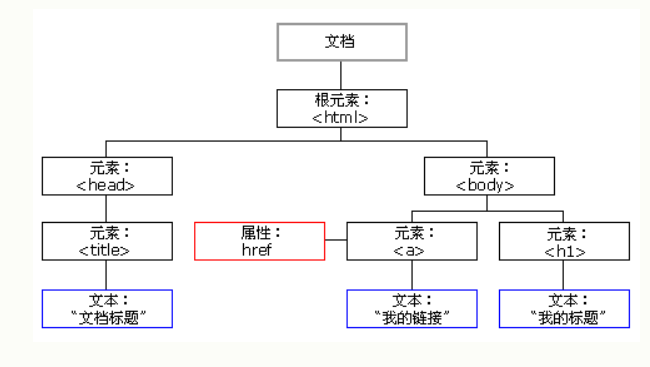 文档
根元素：
<html>
元素：
<head>
元素：
<body>
元素：
<title>
属性：
href
元素：
<a>
元素：
<h1>
文本：
“文档标题”
文本：
“我的链接”
文本：
“我的标题”